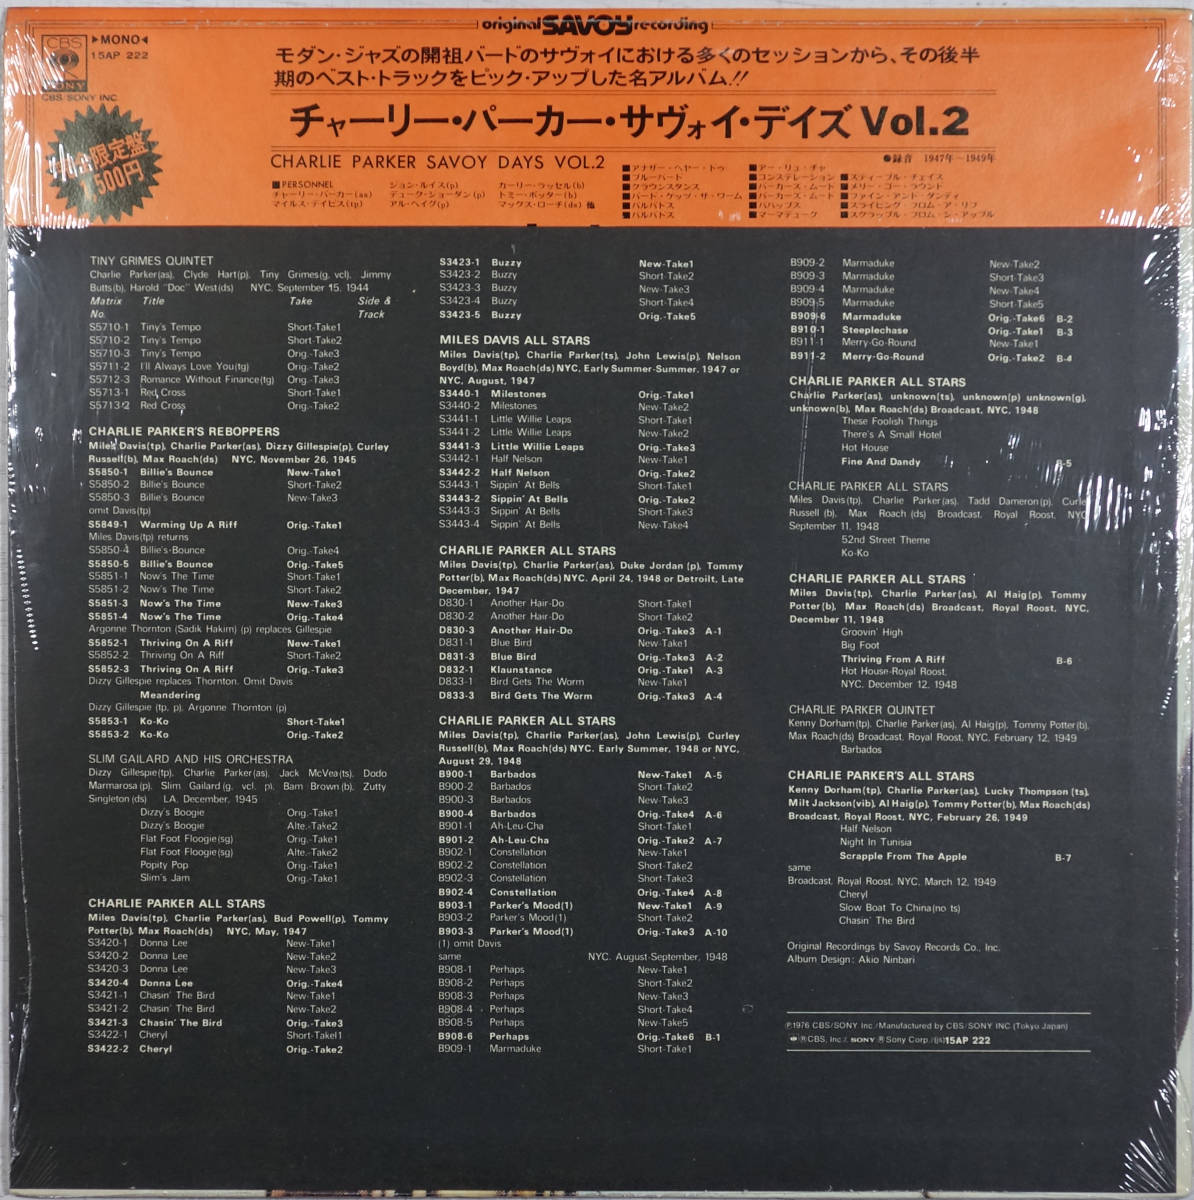 original SAVOY recording
CBS
SONY
CBS/SONY INC
▶MONO◀
15AP 222
モダン・ジャズの開祖バードのサヴォイにおける多くのセッションから、その後半
期のベスト・トラックをピック・アップした名アルバム!!
チャーリー・パーカー・サヴォイ・デイズ Vol.2
限定盤
¥1,500円
CHARLIE PARKER SAVOY DAYS VOL.2
●録音 1947年～1949年
■PERSONNEL
チャーリー・パーカー(as)
マイルス・デイビス(tp)
ジョン・ルイス(p)
デューク・ジョーダン(p)
アル・ヘイグ(p)
カーリー・ラッセル(b)
トミー・ポッター(b)
マックス・ローチ(ds) 他
■アナザー・ヘヤー・ドゥ
■ブルーバード
■クラウンスタンス
■バード・ゲッツ・ザ・ワーム
■バルバドス
■バルバドス
■アー・リュ・チャ
■コンステレーション
■パーカース・ムード
■パーカース・ムード
■パハップス
■マーマデューク
■スティープル・チェイス
■メリー・ゴー・ラウンド
■ファイン・アンド・ダンディ
■スライビング・フロム・ア・リフ
■スクラップル・フロム・ジ・アップル
TINY GRIMES QUINTET
Charlie Parker(as), Clyde Hart(p), Tiny Grimes(g, vcl), Jimmy
Butts(b), Harold "Doc" West(ds) NYC, September 15, 1944
Matrix Title Take Side &
No. Track
S5710-1 Tiny's Tempo Short-Take1
S5710-2 Tiny's Tempo Short-Take2
S5710-3 Tiny's Tempo Orig.-Take3
S5711-2 I'll Always Love You(tg) Orig.-Take2
S5712-3 Romance Without Finance(tg) Orig.-Take3
S5713-1 Red Cross Short-Take1
S5713-2 Red Cross Orig.-Take2
CHARLIE PARKER'S REBOPPERS
Miles Davis(tp), Charlie Parker(as), Dizzy Gillespie(p), Curley
Russell(b), Max Roach(ds) NYC, November 26, 1945
S5850-1 Billie's Bounce New-Take1
S5850-2 Billie's Bounce Short-Take2
S5850-3 Billie's Bounce New-Take3
omit Davis(tp)
S5849-1 Warming Up A Riff Orig.-Take1
Miles Davis(tp) returns
S5850-4 Billie's-Bounce Orig.-Take4
S5850-5 Billie's Bounce Orig.-Take5
S5851-1 Now's The Time Short-Take1
S5851-2 Now's The Time Short-Take2
S5851-3 Now's The Time New-Take3
S5851-4 Now's The Time Orig.-Take4
Argonne Thornton (Sadik Hakim) (p) replaces Gillespie
S5852-1 Thriving On A Riff New-Take1
S5852-2 Thriving On A Riff Short-Take2
S5852-3 Thriving On A Riff Orig.-Take3
Dizzy Gillespie replaces Thornton. Omit Davis
Meandering
Dizzy Gillespie (tp, p), Argonne Thornton (p)
S5853-1 Ko-Ko Short-Take1
S5853-2 Ko-Ko Orig.-Take2
SLIM GAILARD AND HIS ORCHESTRA
Dizzy Gillespie(tp), Charlie Parker(as), Jack McVea(ts), Dodo
Marmarosa(p), Slim Gailard(g, vcl, p), Bam Brown(b), Zutty
Singleton(ds) LA, December, 1945
Dizzy's Boogie Orig.-Take1
Dizzy's Boogie Alte.-Take2
Flat Foot Floogie(sg) Orig.-Take1
Flat Foot Floogie(sg) Alte.-Take2
Popity Pop Orig.-Take1
Slim's Jam Orig.-Take1
CHARLIE PARKER ALL STARS
Miles Davis(tp), Charlie Parker(as), Bud Powell(p), Tommy
Potter(b), Max Roach(ds) NYC, May, 1947
S3420-1 Donna Lee New-Take1
S3420-2 Donna Lee New-Take2
S3420-3 Donna Lee New-Take3
S3420-4 Donna Lee Orig.-Take4
S3421-1 Chasin' The Bird New-Take1
S3421-2 Chasin' The Bird New-Take2
S3421-3 Chasin' The Bird Orig.-Take3
S3422-1 Cheryl Short-Take1
S3422-2 Cheryl Orig.-Take2
S3423-1 Buzzy New-Take1
S3423-2 Buzzy Short-Take2
S3423-3 Buzzy New-Take3
S3423-4 Buzzy Short-Take4
S3423-5 Buzzy Orig.-Take5
MILES DAVIS ALL STARS
Miles Davis(tp), Charlie Parker(ts), John Lewis(p), Nelson
Boyd(b), Max Roach(ds) NYC, Early Summer-Summer, 1947 or
NYC, August, 1947
S3440-1 Milestones Orig.-Take1
S3440-2 Milestones New-Take2
S3441-1 Little Willie Leaps Short-Take1
S3441-2 Little Willie Leaps New-Take2
S3441-3 Little Willie Leaps Orig.-Take3
S3442-1 Half Nelson New-Take1
S3442-2 Half Nelson Orig.-Take2
S3443-1 Sippin' At Bells Short-Take1
S3443-2 Sippin' At Bells Orig.-Take2
S3443-3 Sippin' At Bells Short-Take3
S3443-4 Sippin' At Bells New-Take4
CHARLIE PARKER ALL STARS
Miles Davis(tp), Charlie Parker(as), Duke Jordan (p), Tommy
Potter(b), Max Roach(ds) NYC. April 24, 1948 or Detroilt, Late
December, 1947
D830-1 Another Hair-Do Short-Take1
D830-2 Another Hair-Do Short-Take2
D830-3 Another Hair-Do Orig.-Take3 A-1
D831-1 Blue Bird New-Take1
D831-3 Blue Bird Orig.-Take3 A-2
D832-1 Klaunstance Orig.-Take1 A-3
D833-1 Bird Gets The Worm New-Take1
D833-3 Bird Gets The Worm Orig.-Take3 A-4
CHARLIE PARKER ALL STARS
Miles Davis(tp), Charlie Parker(as), John Lewis(p), Curley
Russell(b), Max Roach(ds) NYC. Early Summer, 1948 or NYC,
August 29, 1948
B900-1 Barbados New-Take1 A-5
B900-2 Barbados Short-Take2
B900-3 Barbados New-Take3
B900-4 Barbados Orig.-Take4 A-6
B901-1 Ah-Leu-Cha Short-Take1
B901-2 Ah-Leu-Cha Orig.-Take2 A-7
B902-1 Constellation New-Take1
B902-2 Constellation Short-Take2
B902-3 Constellation Short-Take3
B902-4 Constellation Orig.-Take4 A-8
B903-1 Parker's Mood(1) New-Take1 A-9
B903-2 Parker's Mood(1) Short-Take2
B903-3 Parker's Mood(1) Orig.-Take3 A-10
(1) omit Davis
same NYC. August-September, 1948
B908-1 Perhaps New-Take1
B908-2 Perhaps Short-Take2
B908-3 Perhaps New-Take3
B908-4 Perhaps Short-Take4
B908-5 Perhaps New-Take5
B908-6 Perhaps Orig.-Take6 B-1
B909-1 Marmaduke Short-Take1
B909-2 Marmaduke New-Take2
B909-3 Marmaduke Short-Take3
B909-4 Marmaduke New-Take4
B909-5 Marmaduke Short-Take5
B909-6 Marmaduke Orig.-Take6 B-2
B910-1 Steeplechase Orig.-Take1 B-3
B911-1 Merry-Go-Round New-Take1
B911-2 Merry-Go-Round Orig.-Take2 B-4
CHARLIE PARKER ALL STARS
Charlie Parker(as), unknown(ts), unknown(p) unknown(g),
unknown(b), Max Roach(ds) Broadcast, NYC, 1948
These Foolish Things
There's A Small Hotel
Hot House
Fine And Dandy B-5
CHARLIE PARKER ALL STARS
Miles Davis(tp), Charlie Parker(as), Tadd Dameron(p), Curley
Russell (b), Max Roach (ds) Broadcast, Royal Roost, NYC
September 11, 1948
52nd Street Theme
Ko-Ko
CHARLIE PARKER ALL STARS
Miles Davis(tp), Charlie Parker(as), Al Haig(p), Tommy
Potter(b), Max Roach(ds) Broadcast, Royal Roost, NYC,
December 11, 1948
Groovin' High
Big Foot
Thriving From A Riff B-6
Hot House-Royal Roost,
NYC, December 12, 1948
CHARLIE PARKER QUINTET
Kenny Dorham(tp), Charlie Parker(as), Al Haig(p), Tommy Potter(b),
Max Roach(ds) Broadcast, Royal Roost, NYC, February 12, 1949
Barbados
CHARLIE PARKER'S ALL STARS
Kenny Dorham(tp), Charlie Parker(as), Lucky Thompson (ts),
Milt Jackson(vib), Al Haig(p), Tommy Potter(b), Max Roach(ds)
Broadcast, Royal Roost, NYC, February 26, 1949
Half Nelson
Night In Tunisia
Scrapple From The Apple B-7
same
Broadcast, Royal Roost, NYC, March 12, 1949
Cheryl
Slow Boat To China(no ts)
Chasin' The Bird
Original Recordings by Savoy Records Co., Inc.
Album Design: Akio Ninbari
℗1976 CBS/SONY Inc./Manufactured by CBS/SONY INC (Tokyo Japan)
®CBS, Inc./. SONY ®Sony Corp./(js)15AP 222